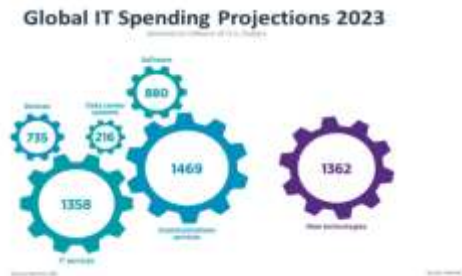 Global IT Spending Projections 2023
Software
880
Devices
Data center
systems
735
216
1469
1362
1358
Communications
services
New technologies
IT services